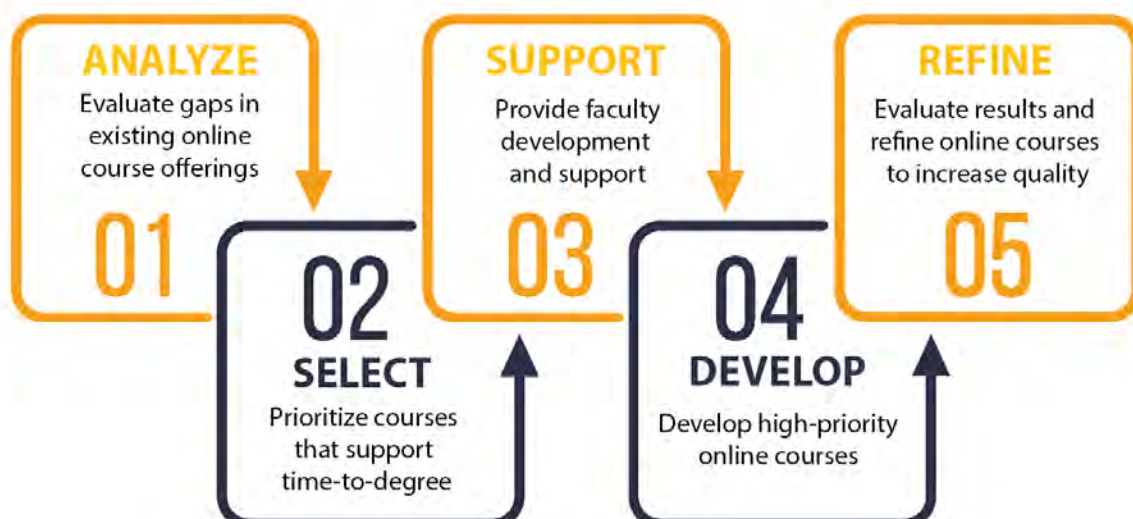 ANALYZE
Evaluate gaps in
existing online
course offerings
01
02
SELECT
Prioritize courses
that support
time-to-degree
SUPPORT
Provide faculty
development
and support
03
04
DEVELOP
Develop high-priority
online courses
REFINE
Evaluate results and
refine online courses
to increase quality
05